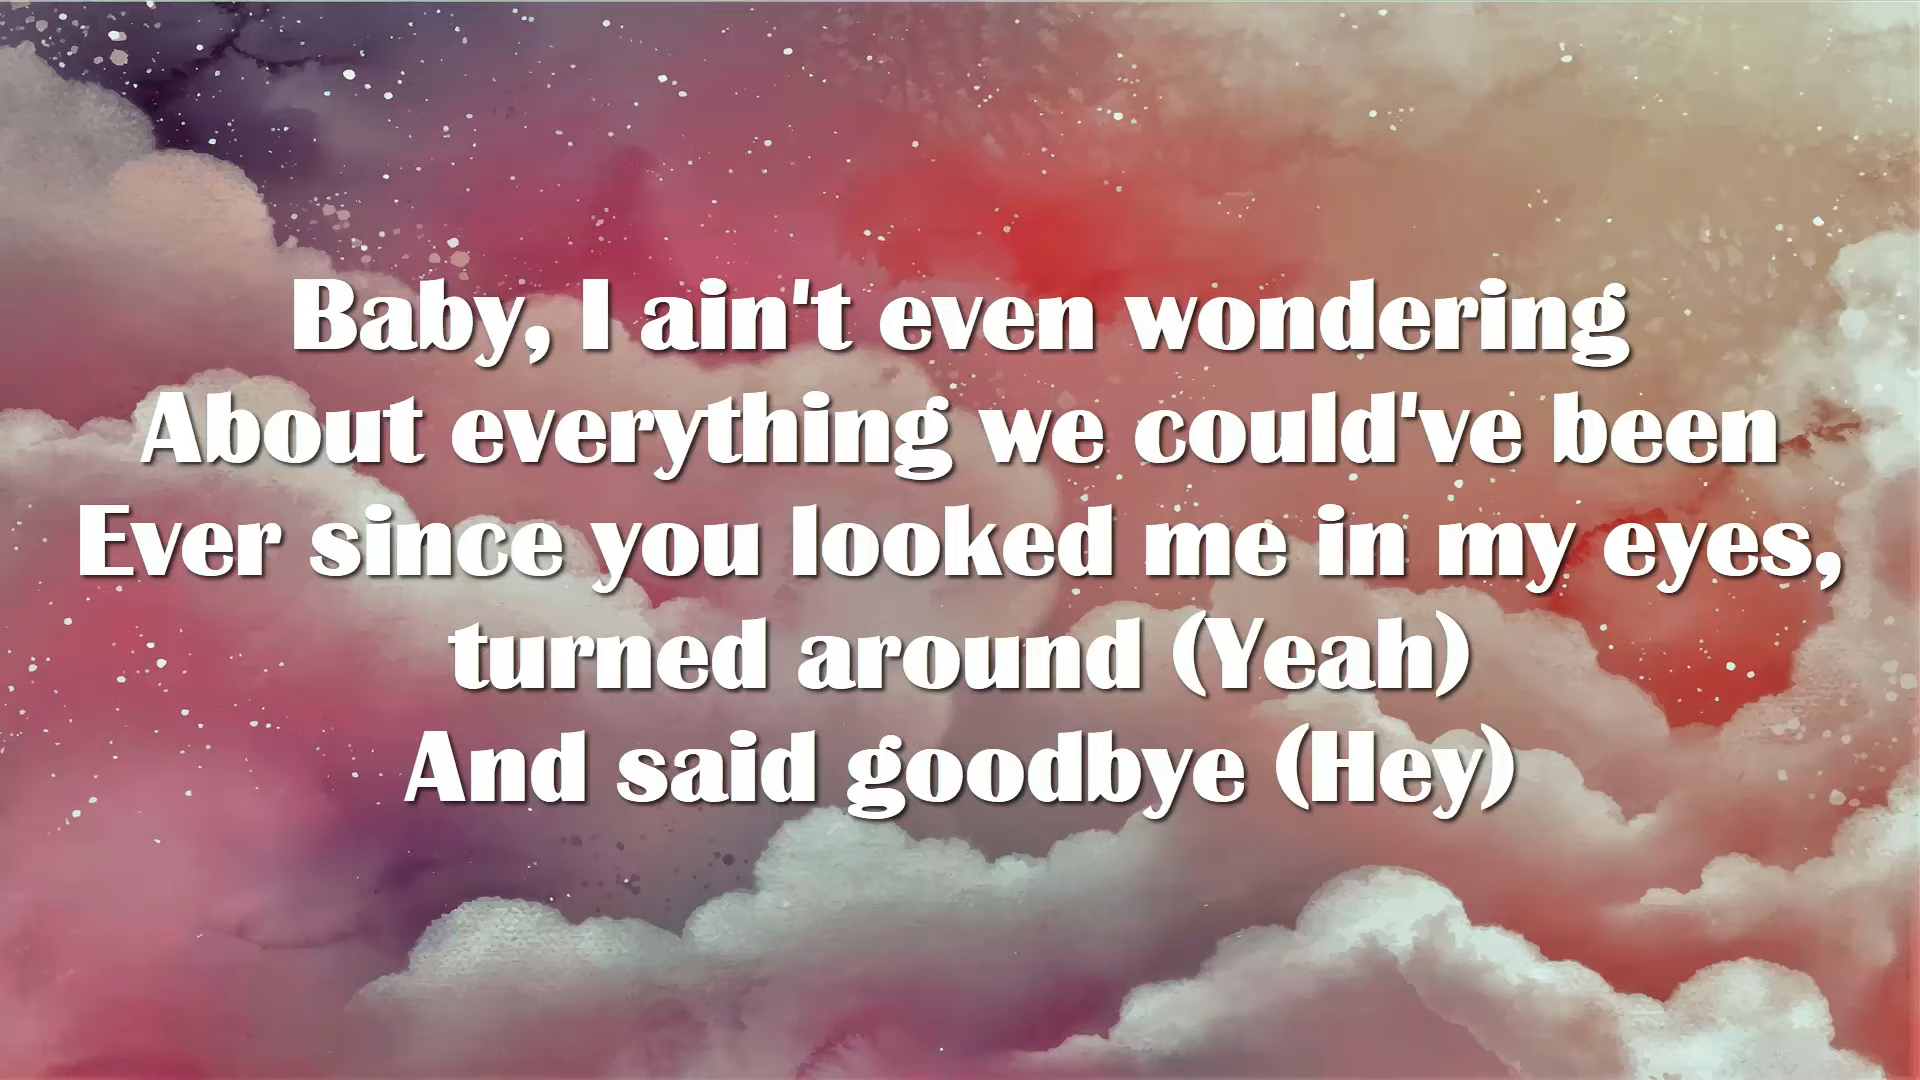 Baby, I ain't even wondering
About everything we could've been
Ever since you looked me in my eyes,
turned around (Yeah)
And said goodbye (Hey)